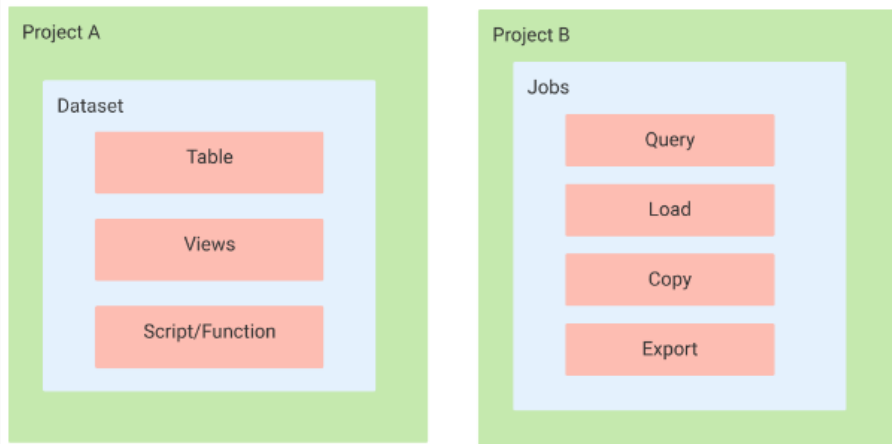 Project A
Dataset
Table
Views
Script/Function
Project B
Jobs
Query
Load
Copy
Export